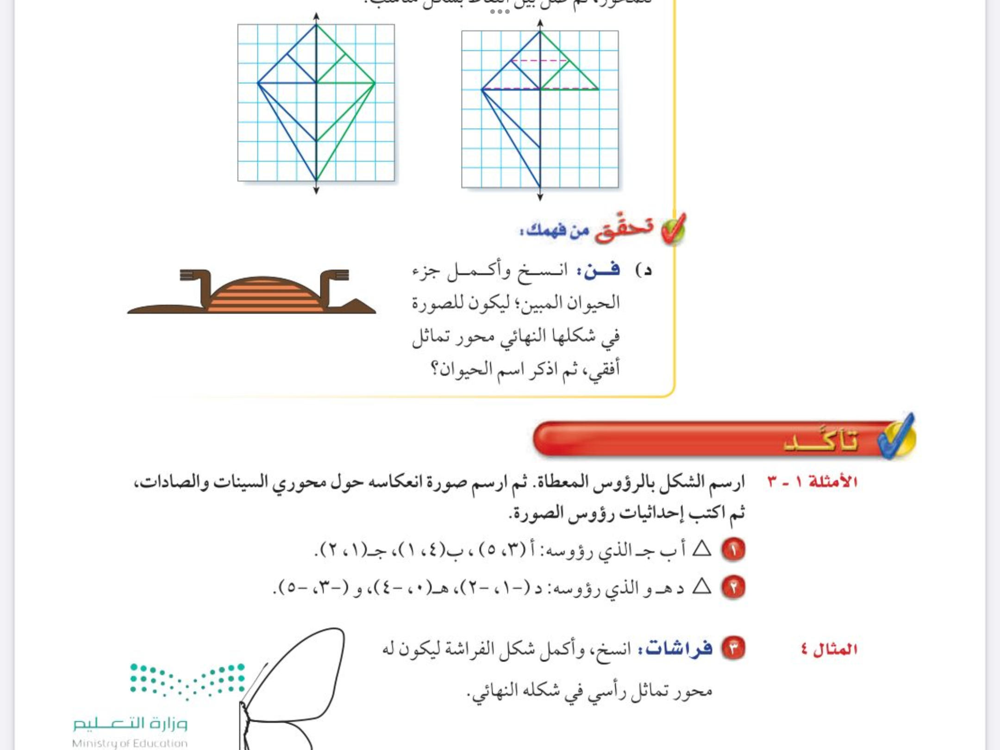 للمحور، ثم صل بين النقاط بشكل مناسب.
تحقَّق من فهمك:
د) فن: انسخ وأكمل جزء
الحيوان المبين؛ ليكون للصورة
في شكلها النهائي محور تماثل
أفقي، ثم اذكر اسم الحيوان؟
تأكَّد
الأمثلة ١ - ٣ ارسم الشكل بالرؤوس المعطاة. ثم ارسم صورة انعكاسه حول محوري السينات والصادات،
ثم اكتب إحداثيات رؤوس الصورة.
١ △ أ ب جـ الذي رؤوسه: أ (٣، ٥)، ب(٤، ١)، جـ(١، ٢).
٢ △ د هـ و الذي رؤوسه: د (-١، -٢)، هـ(٠، -٤)، و (-٣، -٥).
المثال ٤ ٣ فراشات: انسخ، وأكمل شكل الفراشة ليكون له
محور تماثل رأسي في شكله النهائي.
وزارة التعليم
Ministry of Education